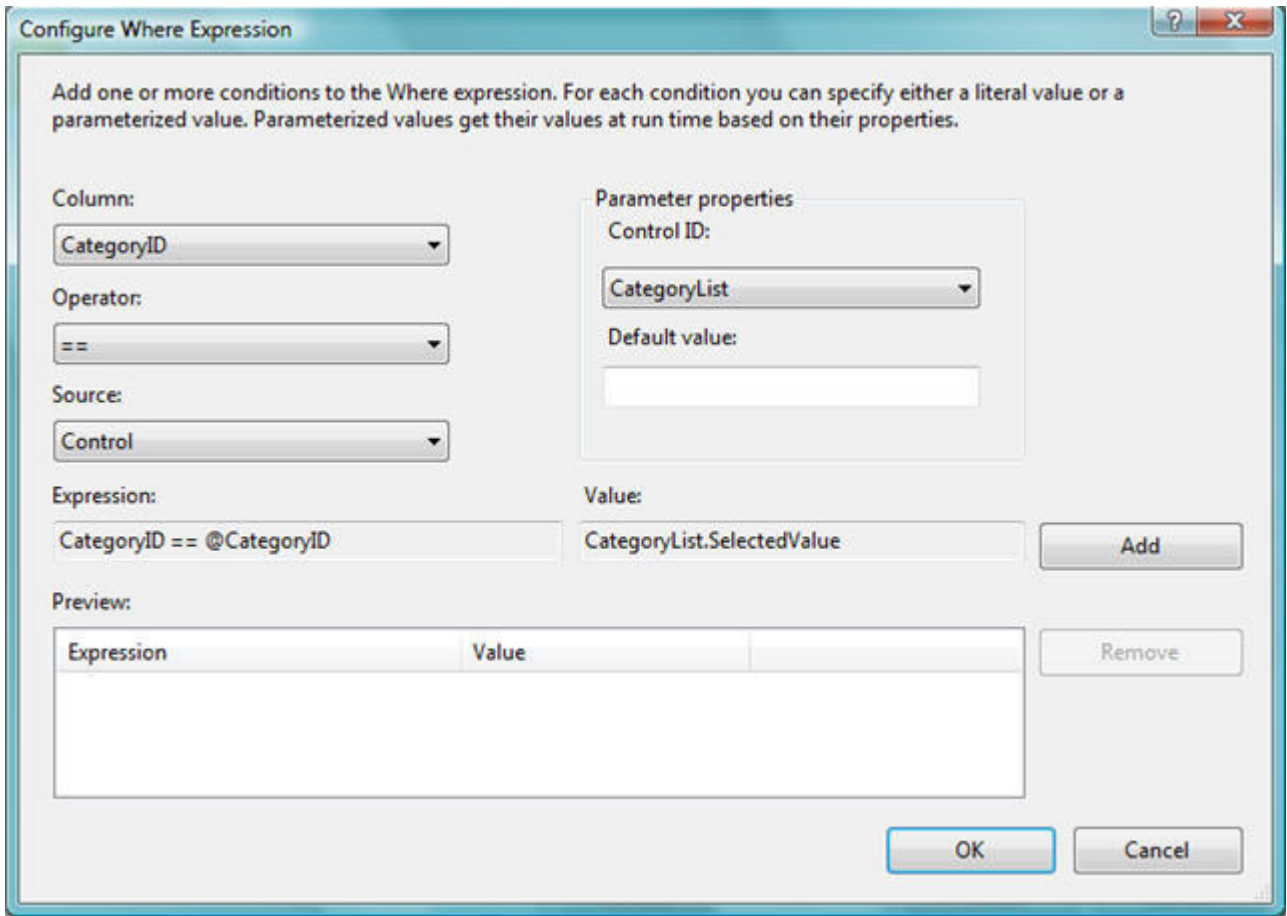 Configure Where Expression
?
X
Add one or more conditions to the Where expression. For each condition you can specify either a literal value or a
parameterized value. Parameterized values get their values at run time based on their properties.
Column:
CategoryID
Operator:
==
Source:
Control
Parameter properties
Control ID:
CategoryList
Default value:
Expression:
CategoryID == @CategoryID
Value:
CategoryList.SelectedValue
Add
Preview:
Expression Value
Remove
OK
Cancel